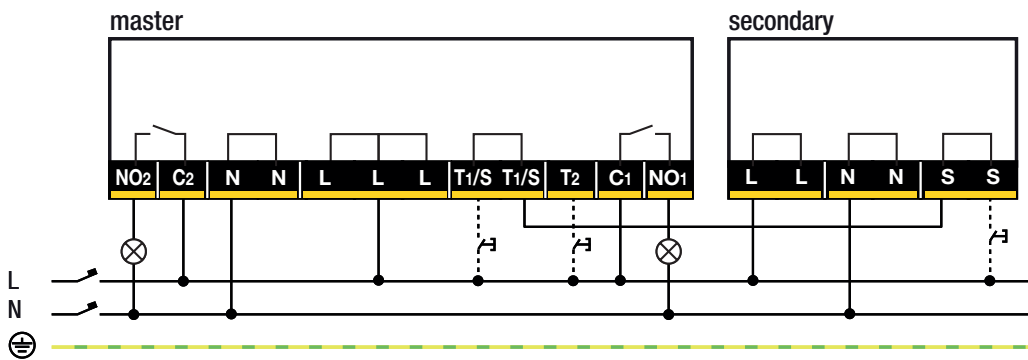 master secondary
NO2 C2 N N L L L T1/S T1/S T2 C1 NO1 L L N N S S
L
N